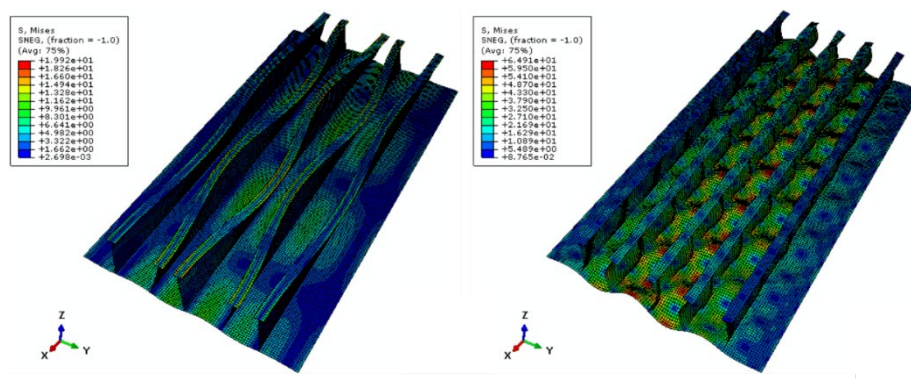 S, Mises
SNEG, (fraction = -1.0)
(Avg: 75%)
+1.992e+01
+1.826e+01
+1.660e+01
+1.494e+01
+1.328e+01
+1.162e+01
+9.961e+00
+8.301e+00
+6.641e+00
+4.982e+00
+3.322e+00
+1.662e+00
+2.698e-03
Z
X
Y
S, Mises
SNEG, (fraction = -1.0)
(Avg: 75%)
+6.491e+01
+5.950e+01
+5.410e+01
+4.870e+01
+4.330e+01
+3.790e+01
+3.250e+01
+2.710e+01
+2.169e+01
+1.629e+01
+1.089e+01
+5.489e+00
+8.765e-02
Z
X
Y